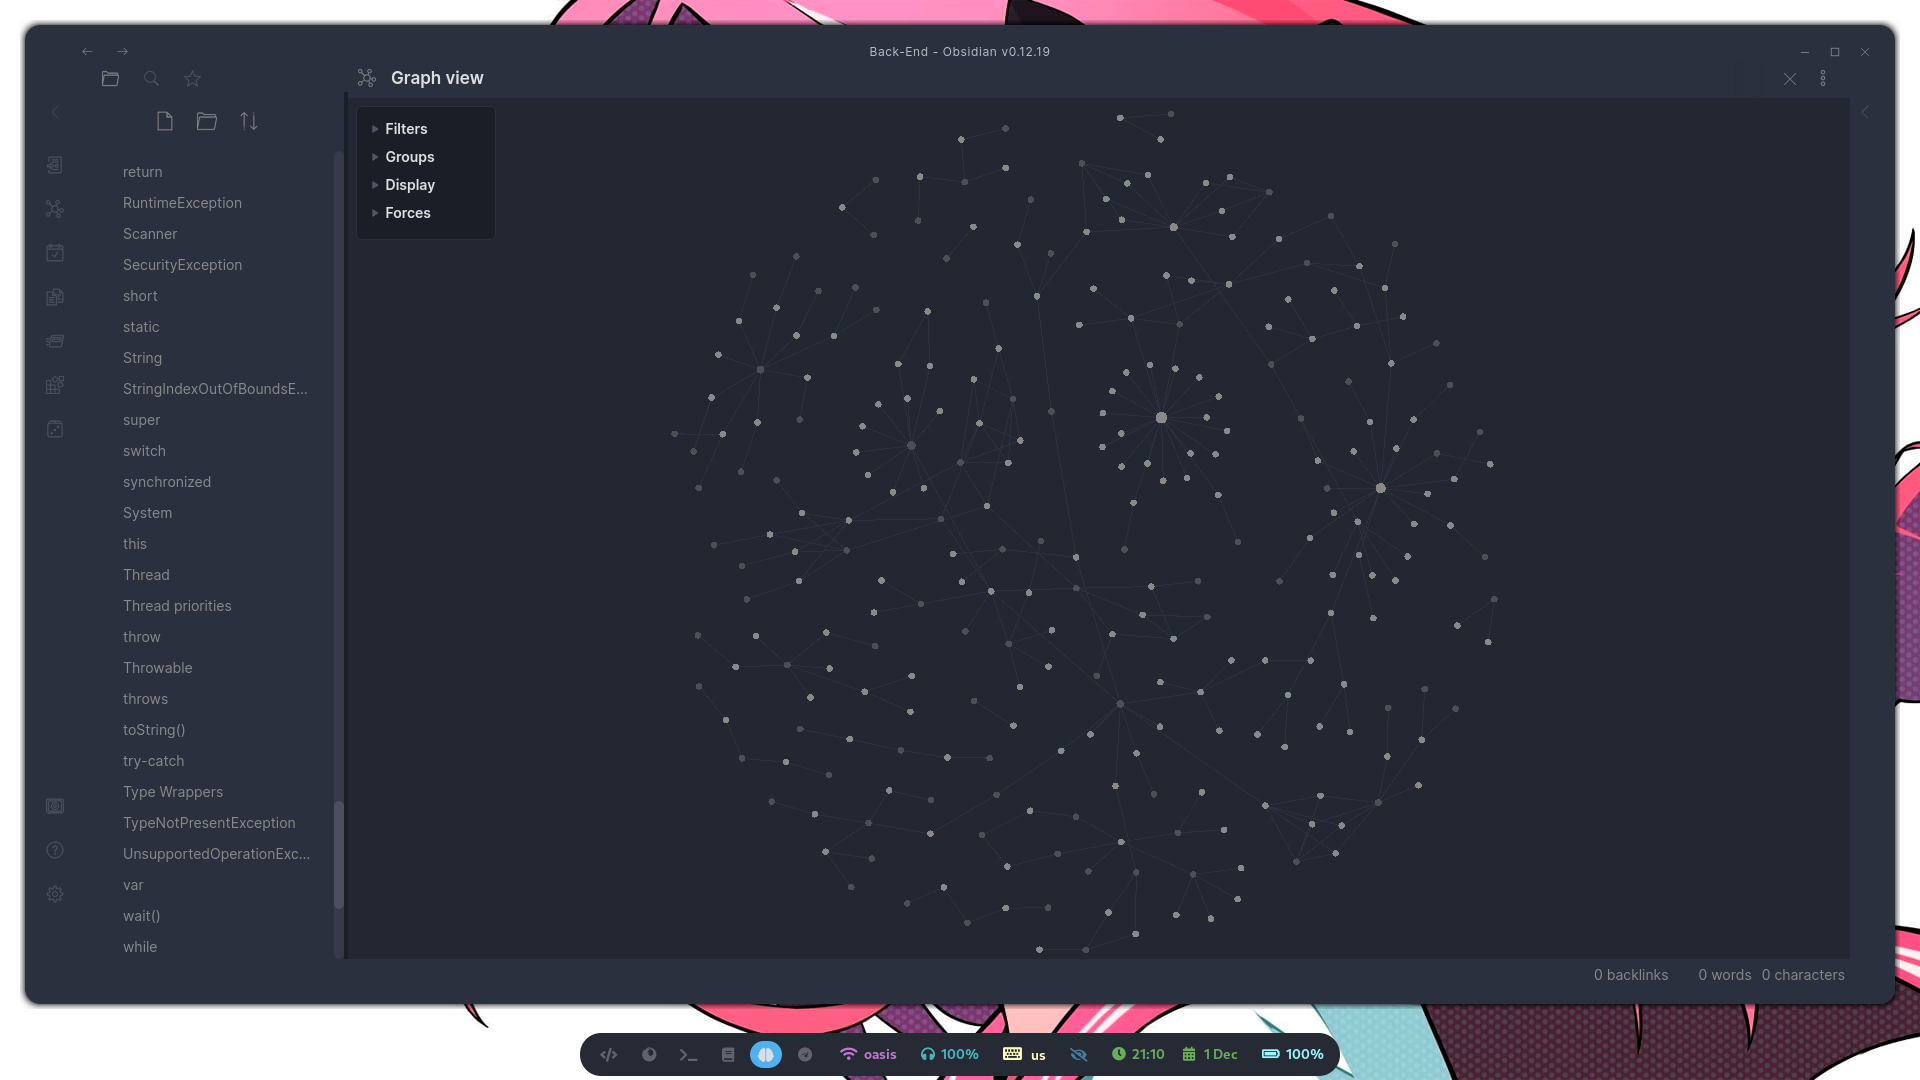 Back-End - Obsidian v0.12.19
Graph view
Filters
Groups
Display
Forces
return
RuntimeException
Scanner
SecurityException
short
static
String
StringIndexOutOfBoundsE...
super
switch
synchronized
System
this
Thread
Thread priorities
throw
Throwable
throws
toString()
try-catch
Type Wrappers
TypeNotPresentException
UnsupportedOperationExc...
var
wait()
while
0 backlinks 0 words 0 characters
oasis 100% us 21:10 1 Dec 100%